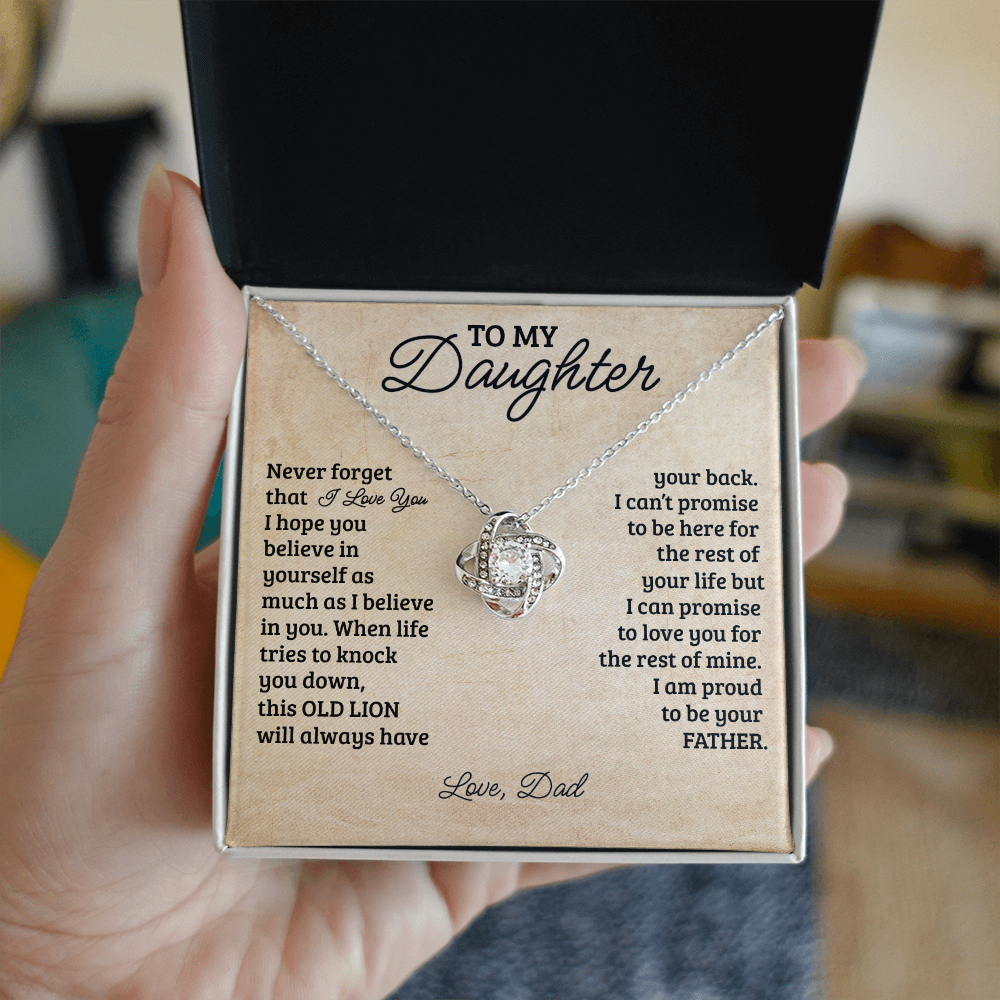 TO MY
Daughter
Never forget
that I Love You
I hope you
believe in
yourself as
much as I believe
in you. When life
tries to knock
you down,
this OLD LION
will always have
your back.
I can't promise
to be here for
the rest of
your life but
I can promise
to love you for
the rest of mine.
I am proud
to be your
FATHER.
Love, Dad